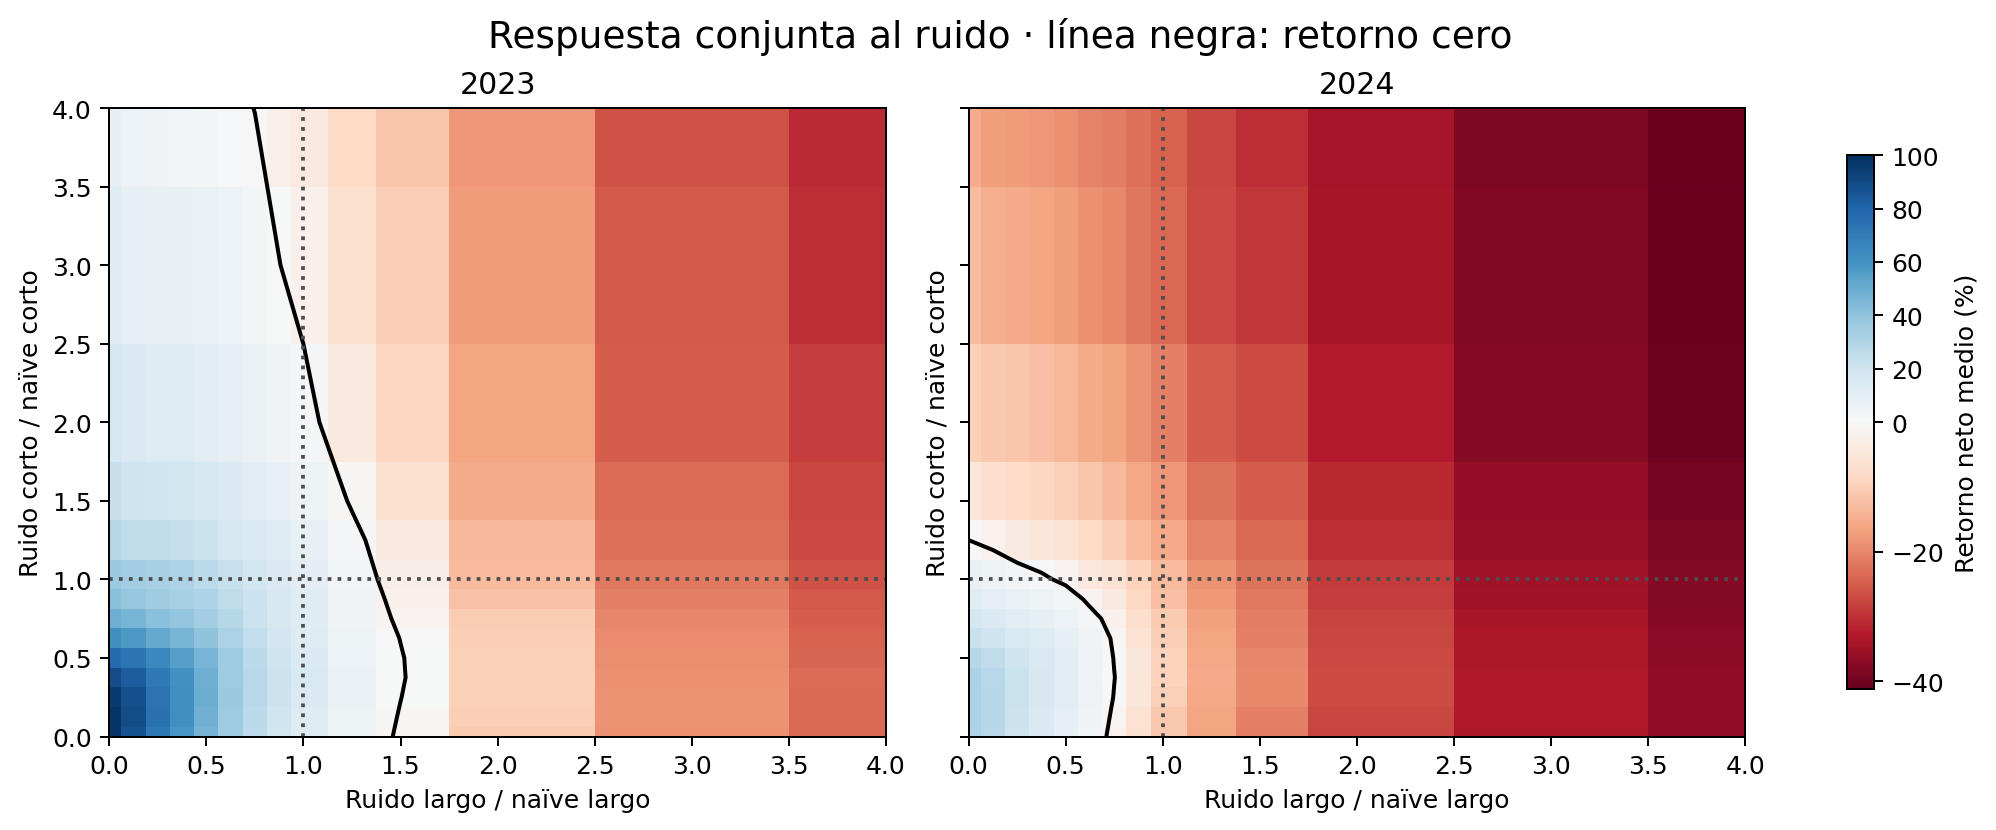 Respuesta conjunta al ruido · línea negra: retorno cero
2023
2024
4.0
3.5
3.0
2.5
2.0
1.5
1.0
0.5
0.0
Ruido corto / naïve corto
0.0 0.5 1.0 1.5 2.0 2.5 3.0 3.5 4.0
Ruido largo / naïve largo
Ruido corto / naïve corto
0.0 0.5 1.0 1.5 2.0 2.5 3.0 3.5 4.0
Ruido largo / naïve largo
100
80
60
40
20
0
−20
−40
Retorno neto medio (%)